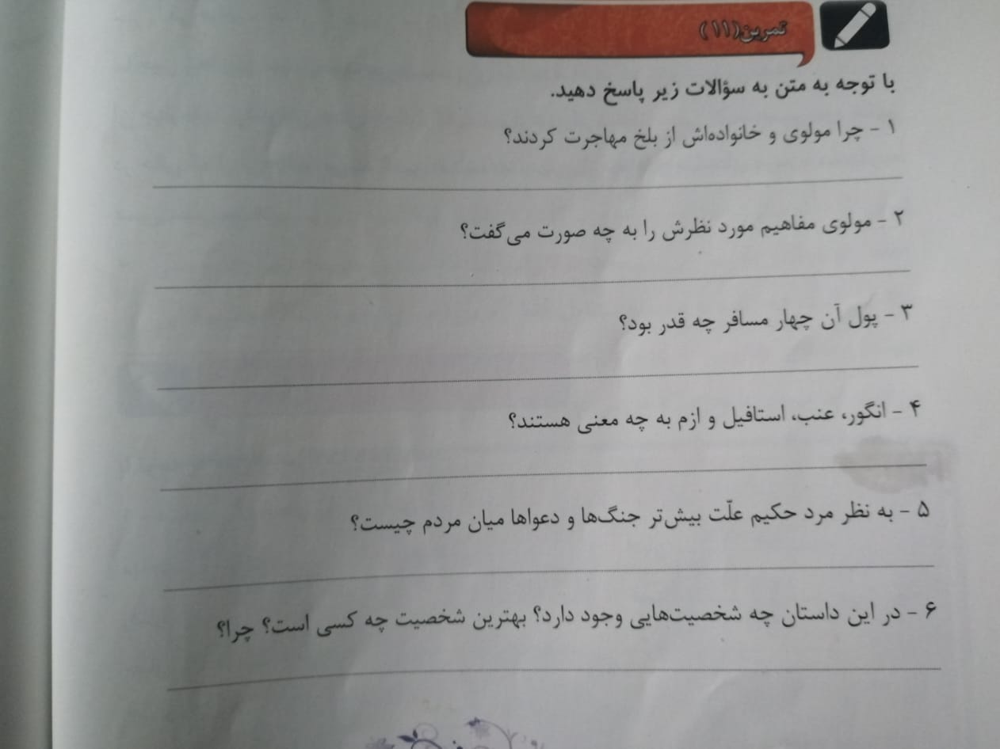 تمرین(۱۱)
با توجه به متن به سؤالات زیر پاسخ دهید.
۱ - چرا مولوی و خانواده‌اش از بلخ مهاجرت کردند؟
۲ - مولوی مفاهیم مورد نظرش را به چه صورت می‌گفت؟
۳ - پول آن چهار مسافر چه قدر بود؟
۴ - انگور، عنب، استافیل و ازم به چه معنی هستند؟
۵ - به نظر مرد حکیم علّت بیش‌تر جنگ‌ها و دعواها میان مردم چیست؟
۶ - در این داستان چه شخصیت‌هایی وجود دارد؟ بهترین شخصیت چه کسی است؟ چرا؟